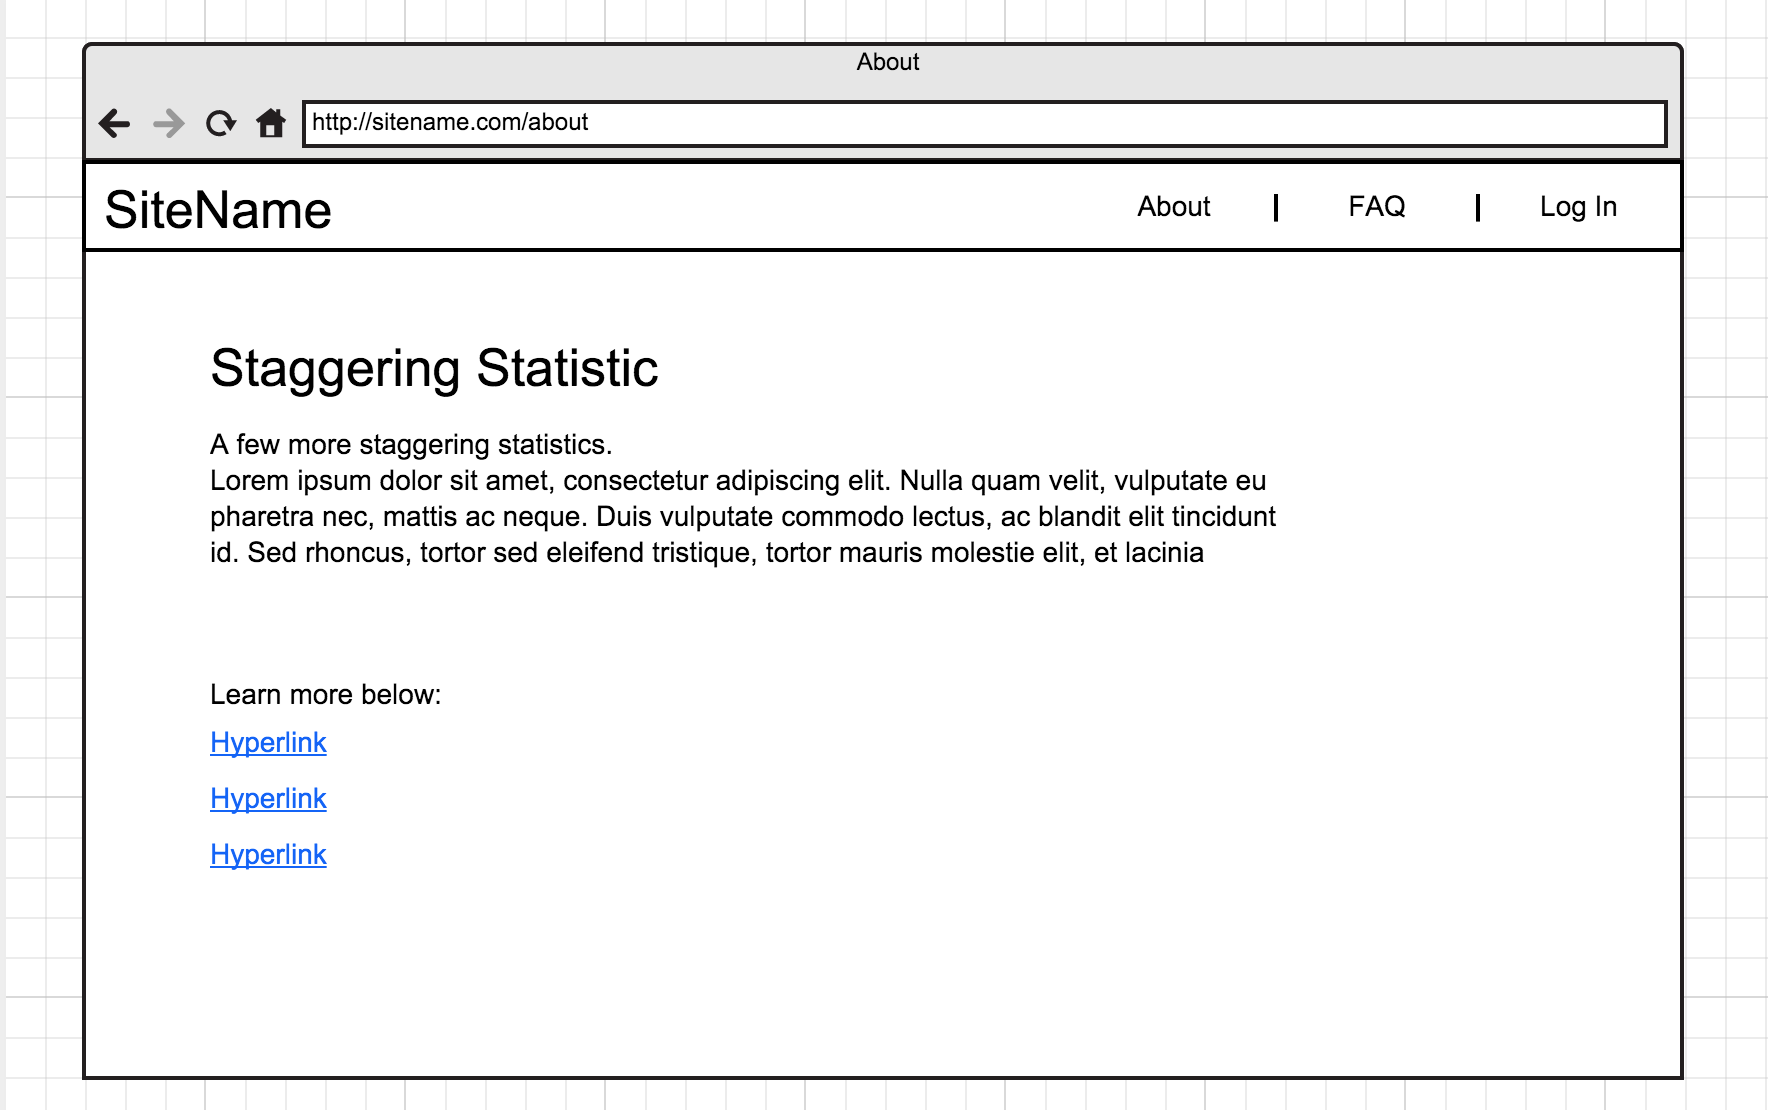 About
http://sitename.com/about
SiteName
About | FAQ | Log In
Staggering Statistic
A few more staggering statistics.
Lorem ipsum dolor sit amet, consectetur adipiscing elit. Nulla quam velit, vulputate eu
pharetra nec, mattis ac neque. Duis vulputate commodo lectus, ac blandit elit tincidunt
id. Sed rhoncus, tortor sed eleifend tristique, tortor mauris molestie elit, et lacinia
Learn more below:
Hyperlink
Hyperlink
Hyperlink